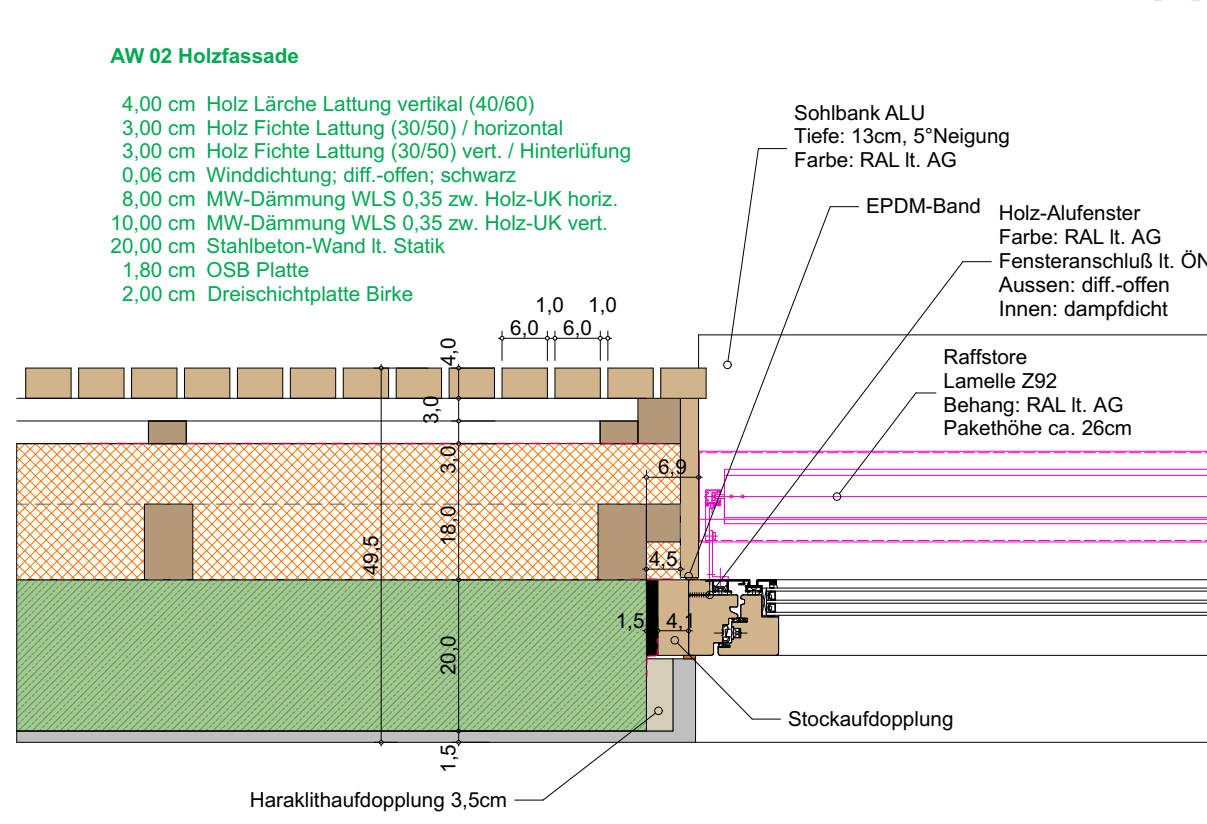 AW 02 Holzfassade
4,00 cm Holz Lärche Lattung vertikal (40/60)
3,00 cm Holz Fichte Lattung (30/50) / horizontal
3,00 cm Holz Fichte Lattung (30/50) vert. / Hinterlüfung
0,06 cm Winddichtung; diff.-offen; schwarz
8,00 cm MW-Dämmung WLS 0,35 zw. Holz-UK horiz.
10,00 cm MW-Dämmung WLS 0,35 zw. Holz-UK vert.
20,00 cm Stahlbeton-Wand lt. Statik
1,80 cm OSB Platte
2,00 cm Dreischichtplatte Birke
Sohlbank ALU
Tiefe: 13cm, 5°Neigung
Farbe: RAL lt. AG
EPDM-Band
Holz-Alufenster
Farbe: RAL lt. AG
Fensteranschluß lt. ÖN
Aussen: diff.-offen
Innen: dampfdicht
Raffstore
Lamelle Z92
Behang: RAL lt. AG
Pakethöhe ca. 26cm
1,0 1,0
6,0 6,0
4,0
3,0
3,0
6,9
18,0
49,5
4,5
1,5 4,1
20,0
1,5
Stockaufdopplung
Haraklithaufdopplung 3,5cm